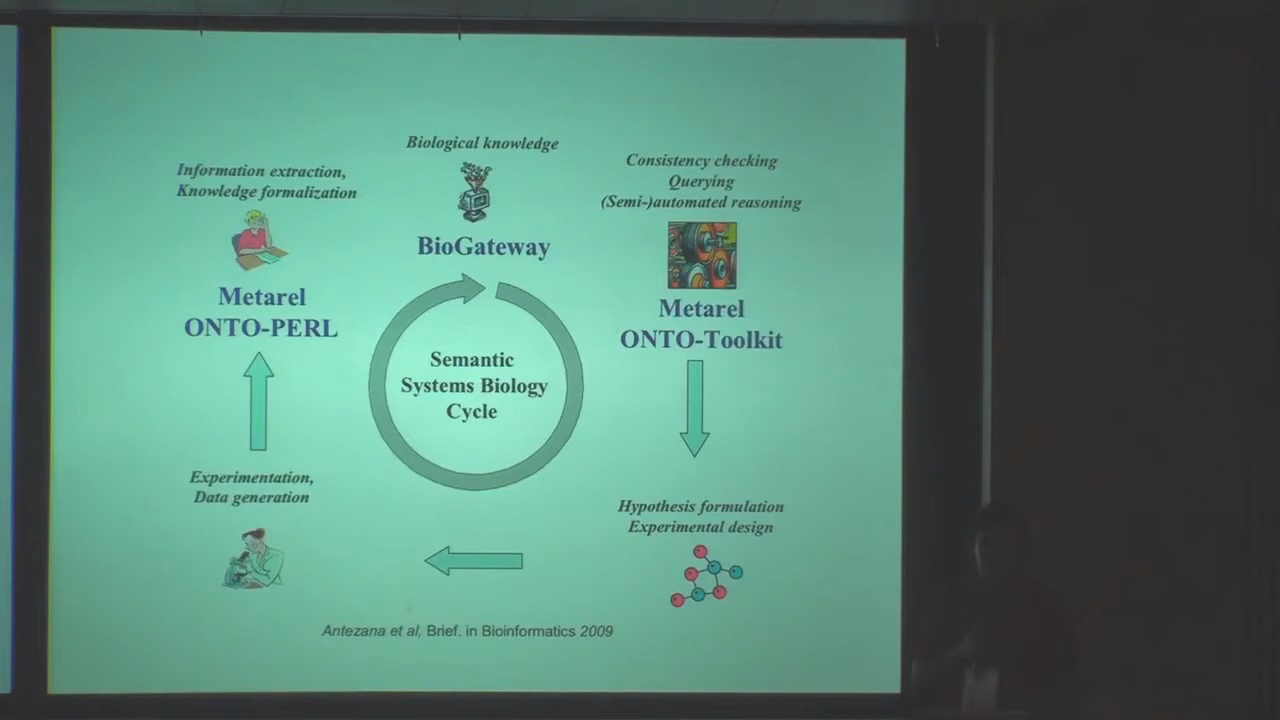 Biological knowledge
BioGateway
Information extraction,
Knowledge formalization
Metarel
ONTO-PERL
Consistency checking
Querying
(Semi-)automated reasoning
Metarel
ONTO-Toolkit
Semantic
Systems Biology
Cycle
Experimentation,
Data generation
Hypothesis formulation
Experimental design
Antezana et al, Brief. in Bioinformatics 2009